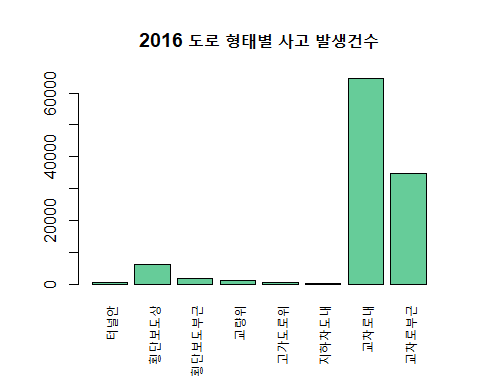 2016 도로 형태별 사고 발생건수
60000
40000
20000
0
터널안
횡단보도상
횡단보도부근
교량위
고가도로위
지하차도내
교차로내
교차로부근